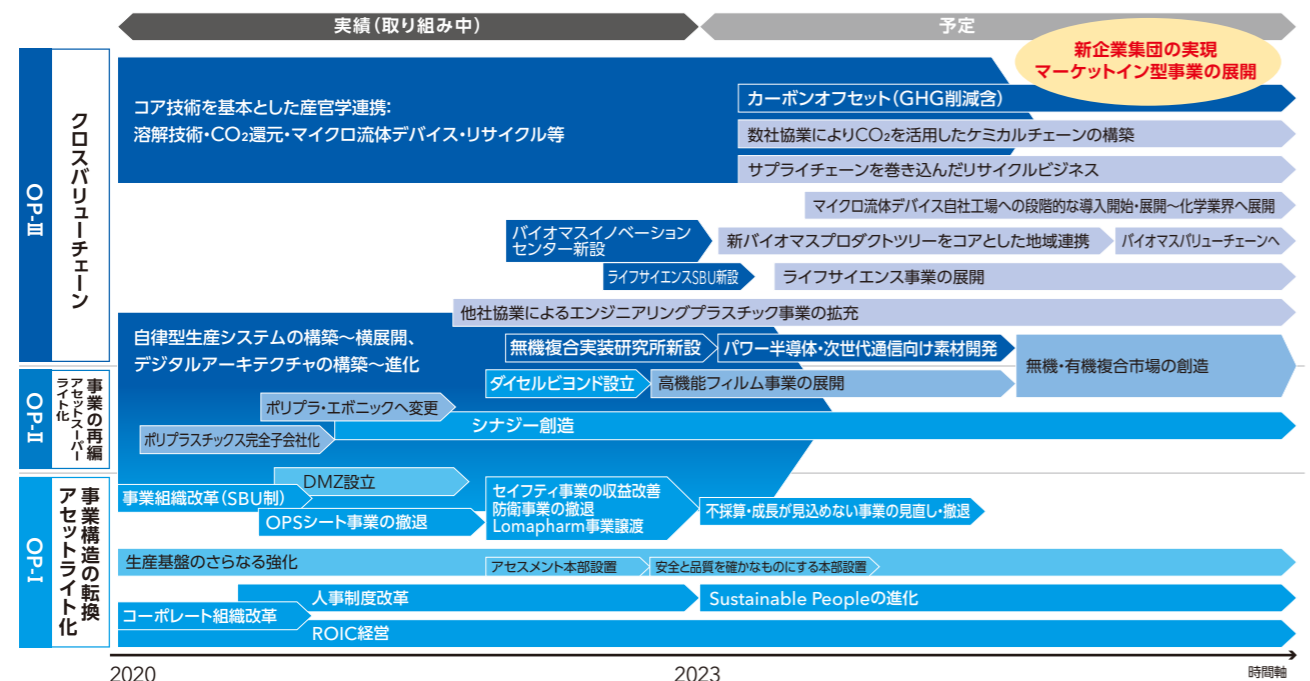 実績(取り組み中)
予定
新企業集団の実現
マーケットイン型事業の展開
OP-Ⅲ
クロスバリューチェーン
コア技術を基本とした産官学連携:
溶解技術・CO₂還元・マイクロ流体デバイス・リサイクル等
カーボンオフセット(GHG削減含)
数社協業によりCO₂を活用したケミカルチェーンの構築
サプライチェーンを巻き込んだリサイクルビジネス
マイクロ流体デバイス自社工場への段階的な導入開始・展開～化学業界へ展開
バイオマスイノベーション
センター新設
新バイオマスプロダクトツリーをコアとした地域連携
バイオマスバリューチェーンへ
ライフサイエンスSBU新設
ライフサイエンス事業の展開
他社協業によるエンジニアリングプラスチック事業の拡充
自律型生産システムの構築～横展開、
デジタルアーキテクチャの構築～進化
無機複合実装研究所新設
パワー半導体・次世代通信向け素材開発
無機・有機複合市場の創造
OP-Ⅱ
事業の再編
アセットスーパー
ライト化
ダイセルビヨンド設立
高機能フィルム事業の展開
ポリプラ・エボニックへ変更
シナジー創造
ポリプラスチックス完全子会社化
OP-Ⅰ
事業構造の転換
アセットライト化
DMZ設立
事業組織改革(SBU制)
OPSシート事業の撤退
セイフティ事業の収益改善
防衛事業の撤退
Lomapharm事業譲渡
不採算・成長が見込めない事業の見直し・撤退
生産基盤のさらなる強化
アセスメント本部設置
安全と品質を確かなものにする本部設置
人事制度改革
Sustainable Peopleの進化
コーポレート組織改革
ROIC経営
2020
2023
時間軸